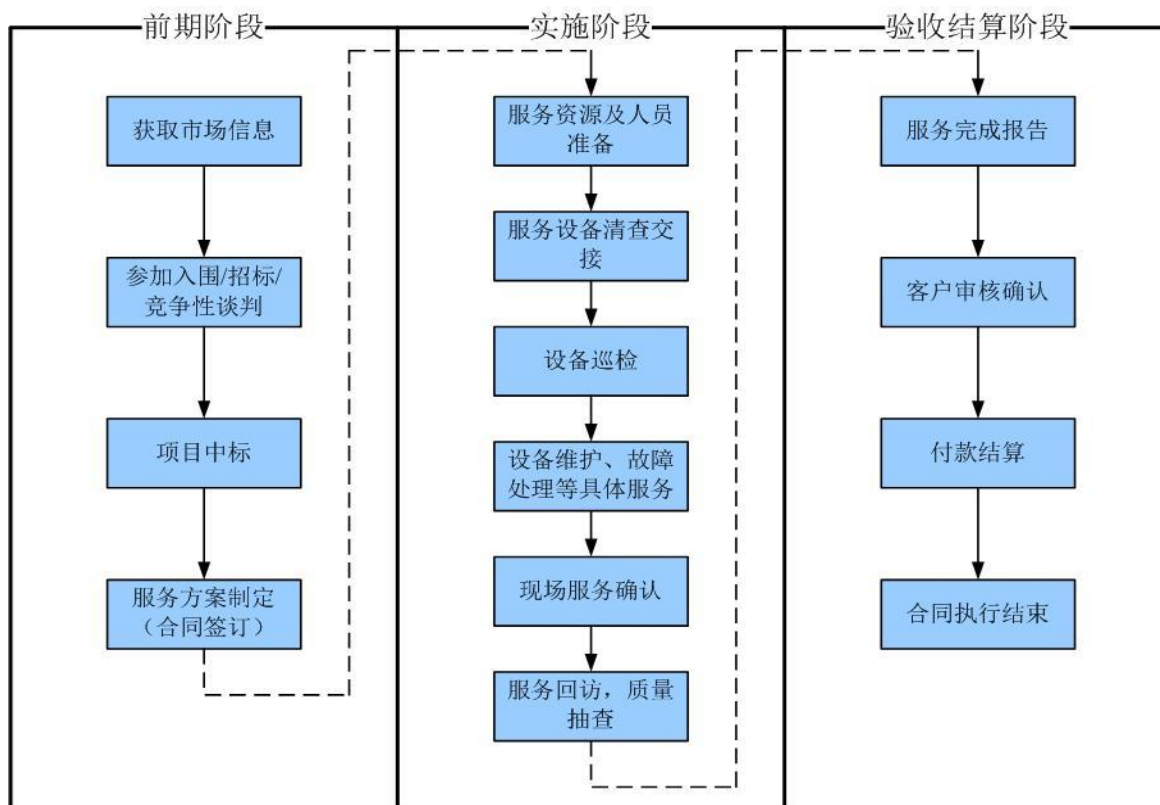 前期阶段
获取市场信息
参加入围/招标/
竞争性谈判
项目中标
服务方案制定
（合同签订）
实施阶段
服务资源及人员
准备
服务设备清查交
接
设备巡检
设备维护、故障
处理等具体服务
现场服务确认
服务回访，质量
抽查
验收结算阶段
服务完成报告
客户审核确认
付款结算
合同执行结束